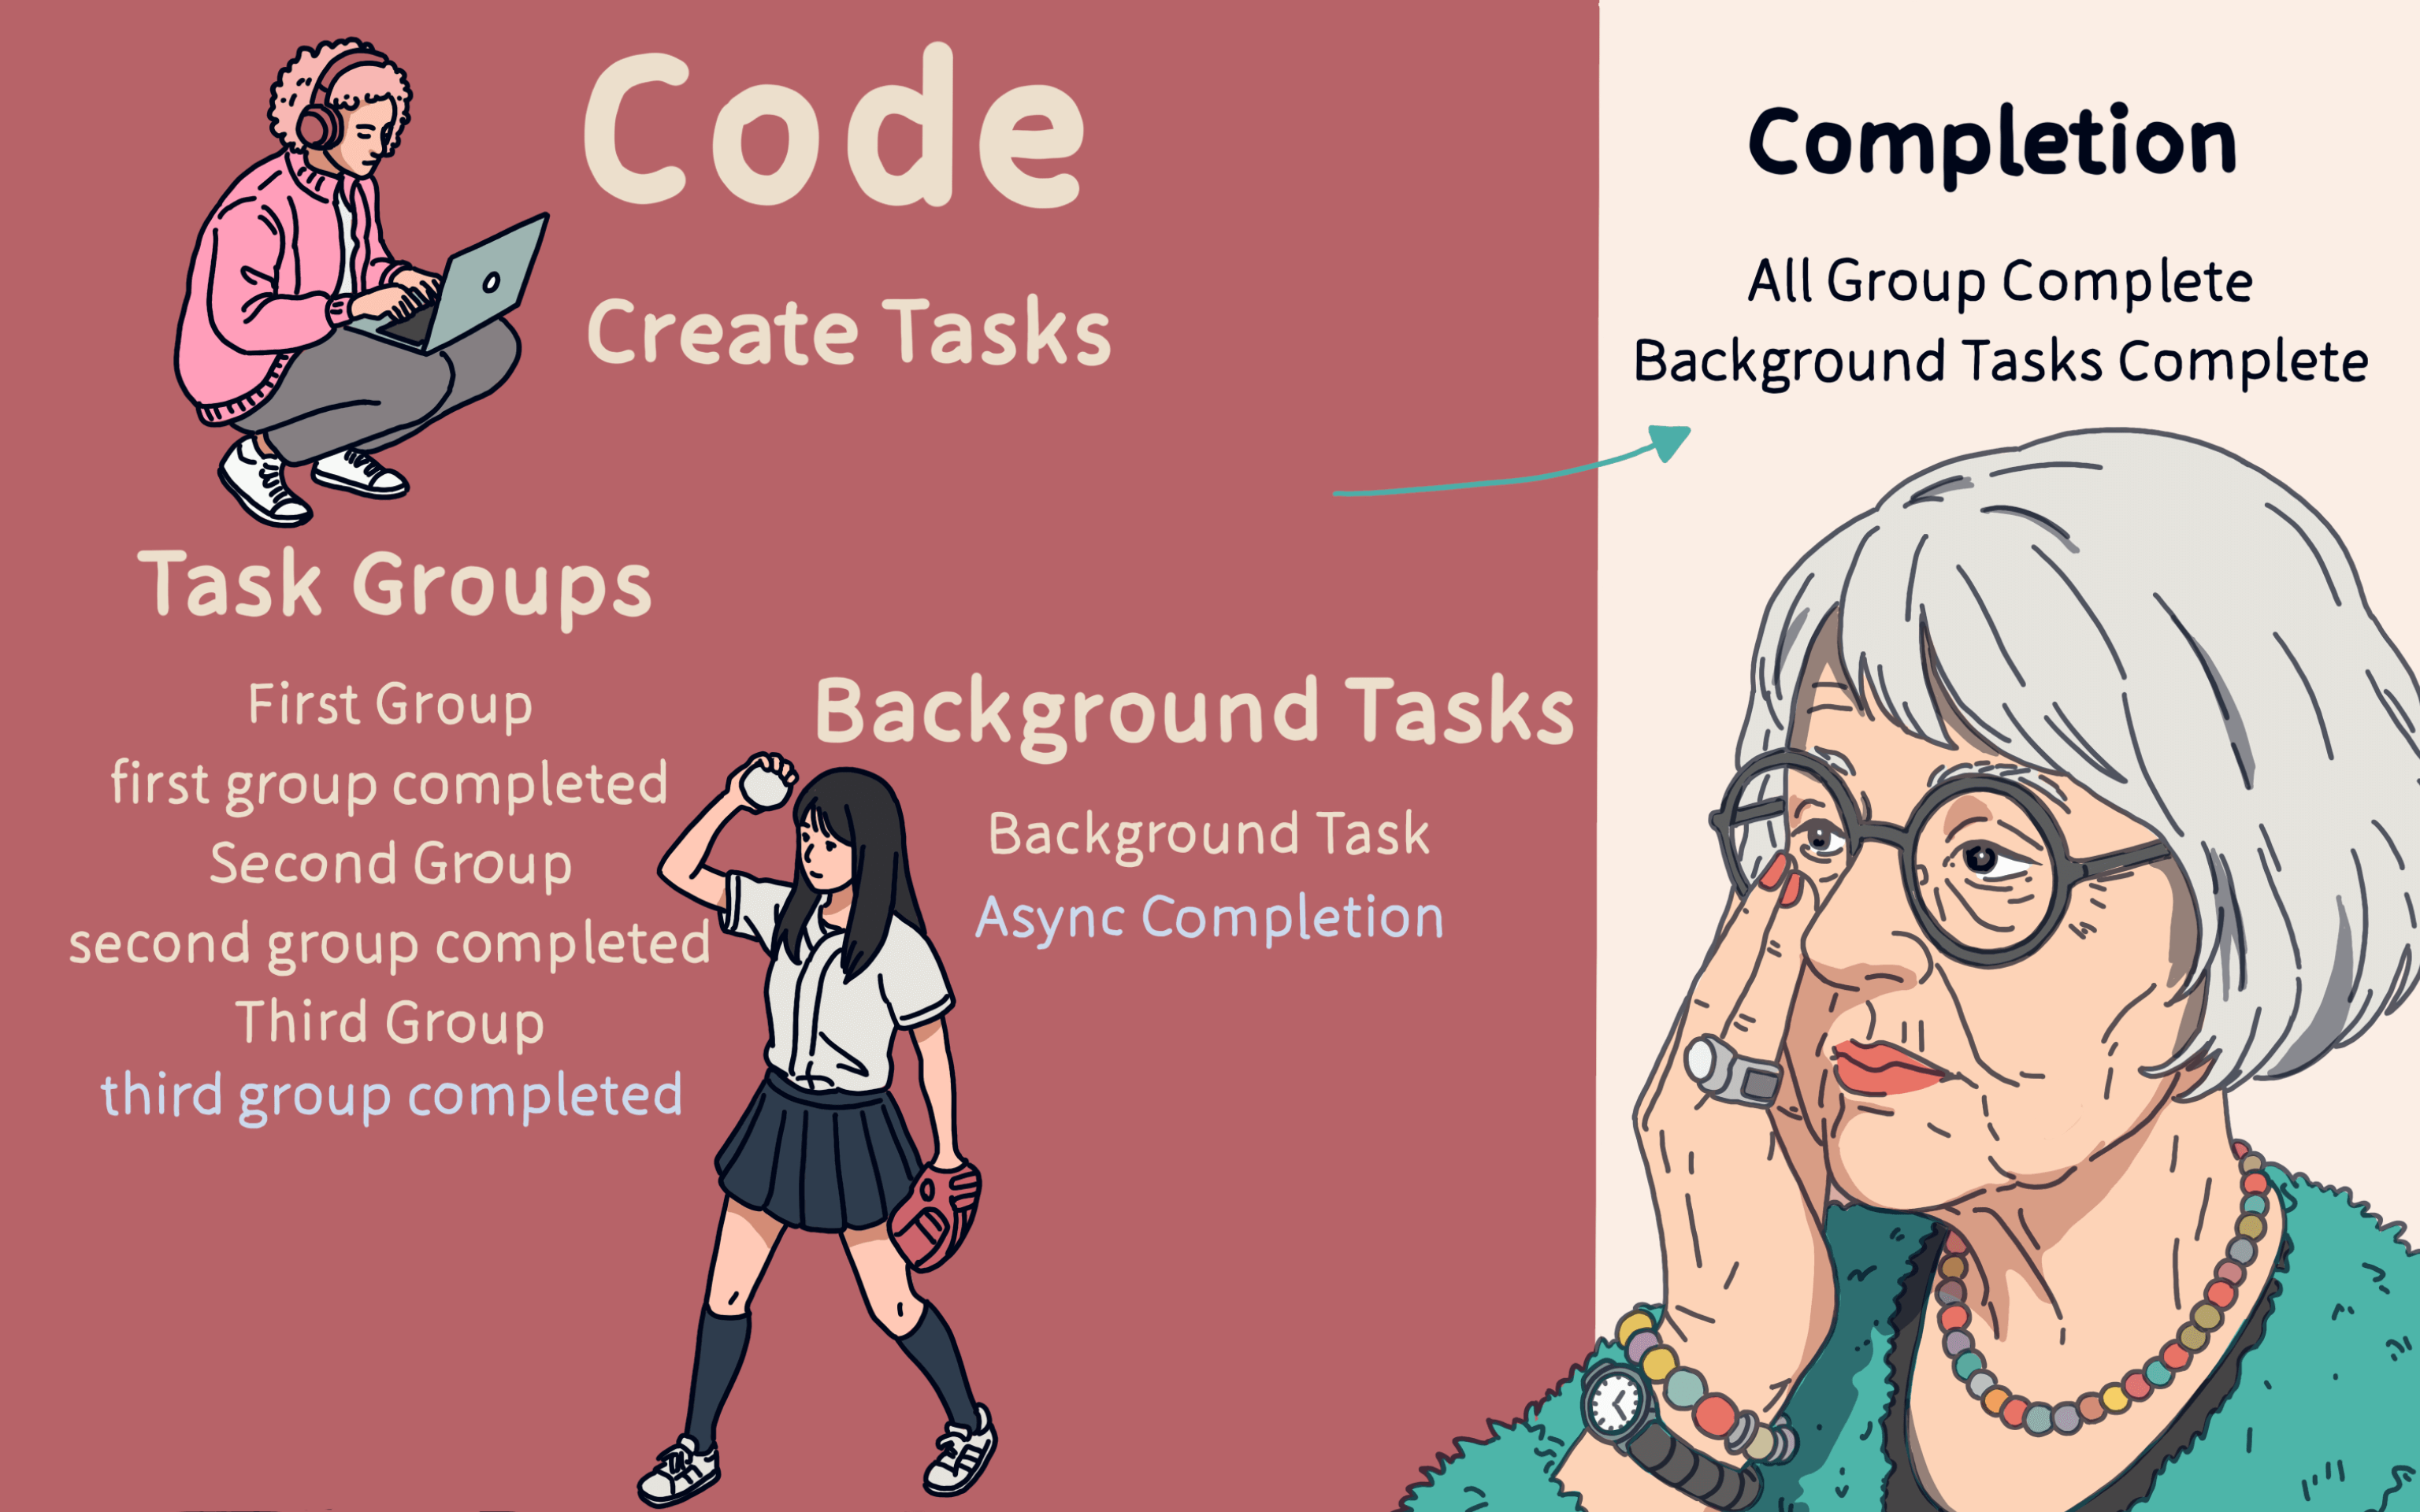 Code
Create Tasks
Task Groups
First Group
first group completed
Second Group
second group completed
Third Group
third group completed
Background Tasks
Background Task
Async Completion
Completion
All Group Complete
Background Tasks Complete